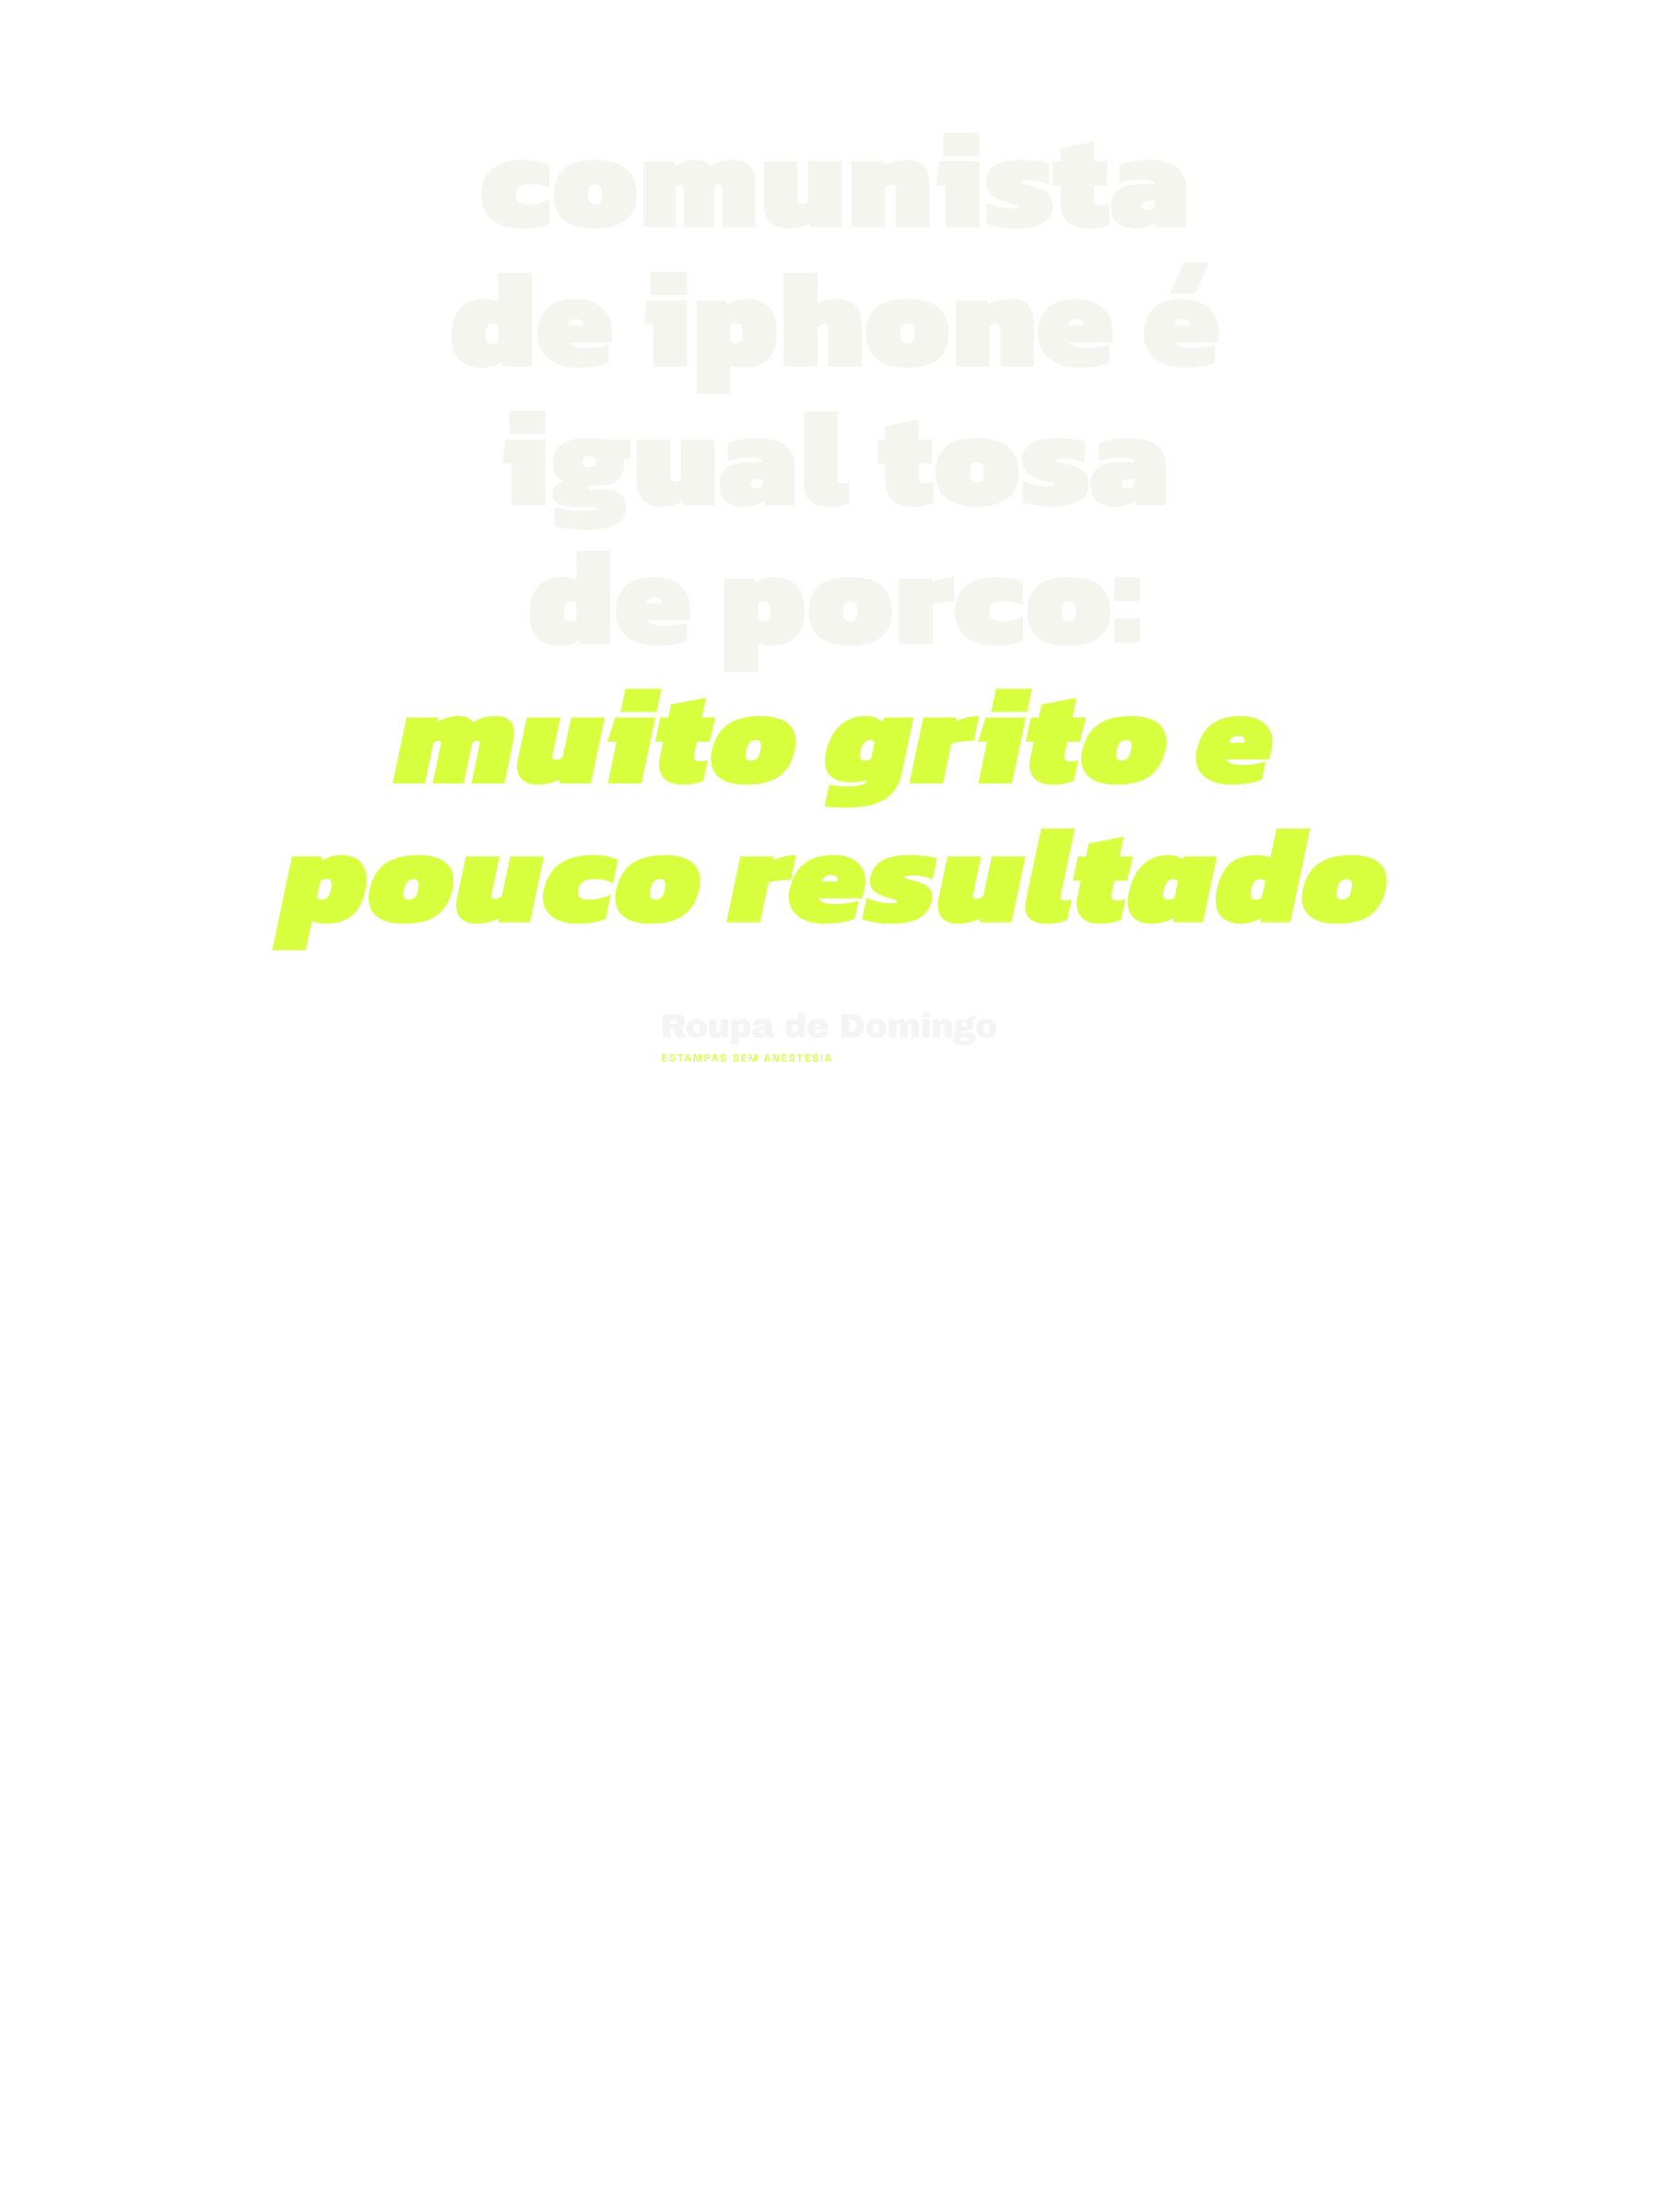 comunista
de iphone é
igual tosa
de porco:
muito grito e
pouco resultado
Roupa de Domingo
ESTAMPAS SEM ANESTESIA